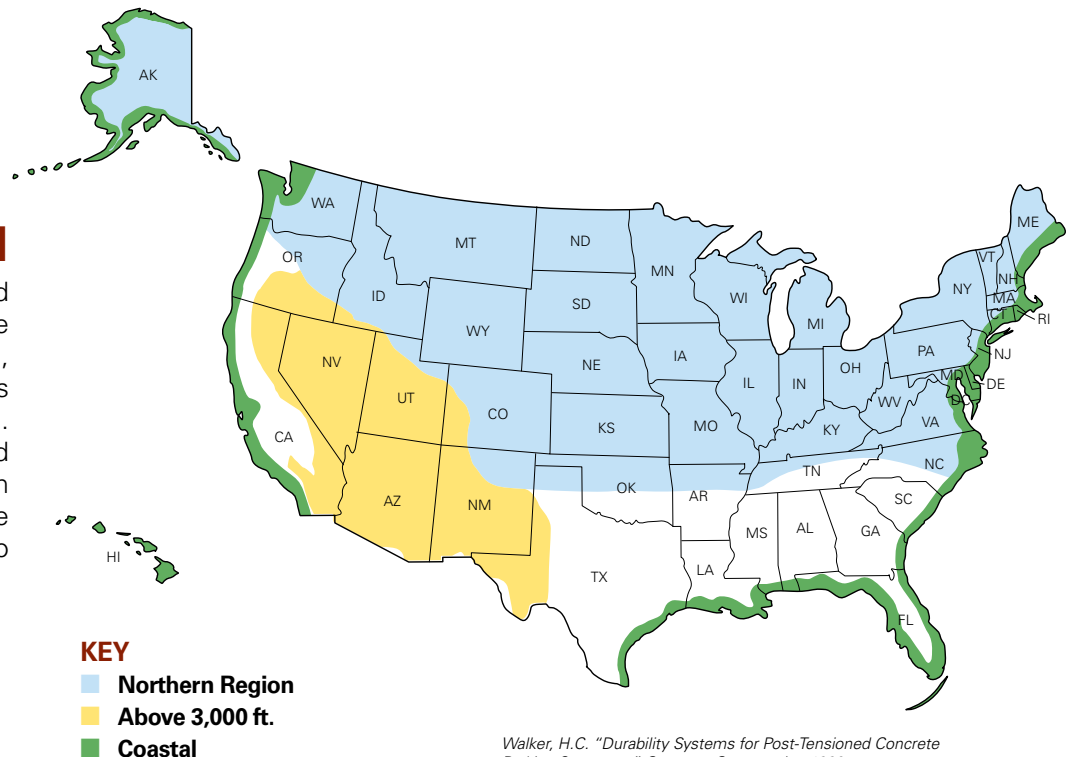 AK
WA
OR
MT
ID
ND
SD
MN
WI
MI
WY
NE
IA
NV
UT
CO
KS
MO
IL
IN
OH
KY
WV
VA
PA
NY
VT
NH
ME
MA
CT
RI
NJ
DE
MD
DC
CA
AZ
NM
OK
AR
TN
NC
SC
MS
AL
GA
TX
LA
FL
HI
d
e
,
s
.
d
n
e
o
KEY
Northern Region
Above 3,000 ft.
Coastal
Walker, H.C. “Durability Systems for Post-Tensioned Concrete